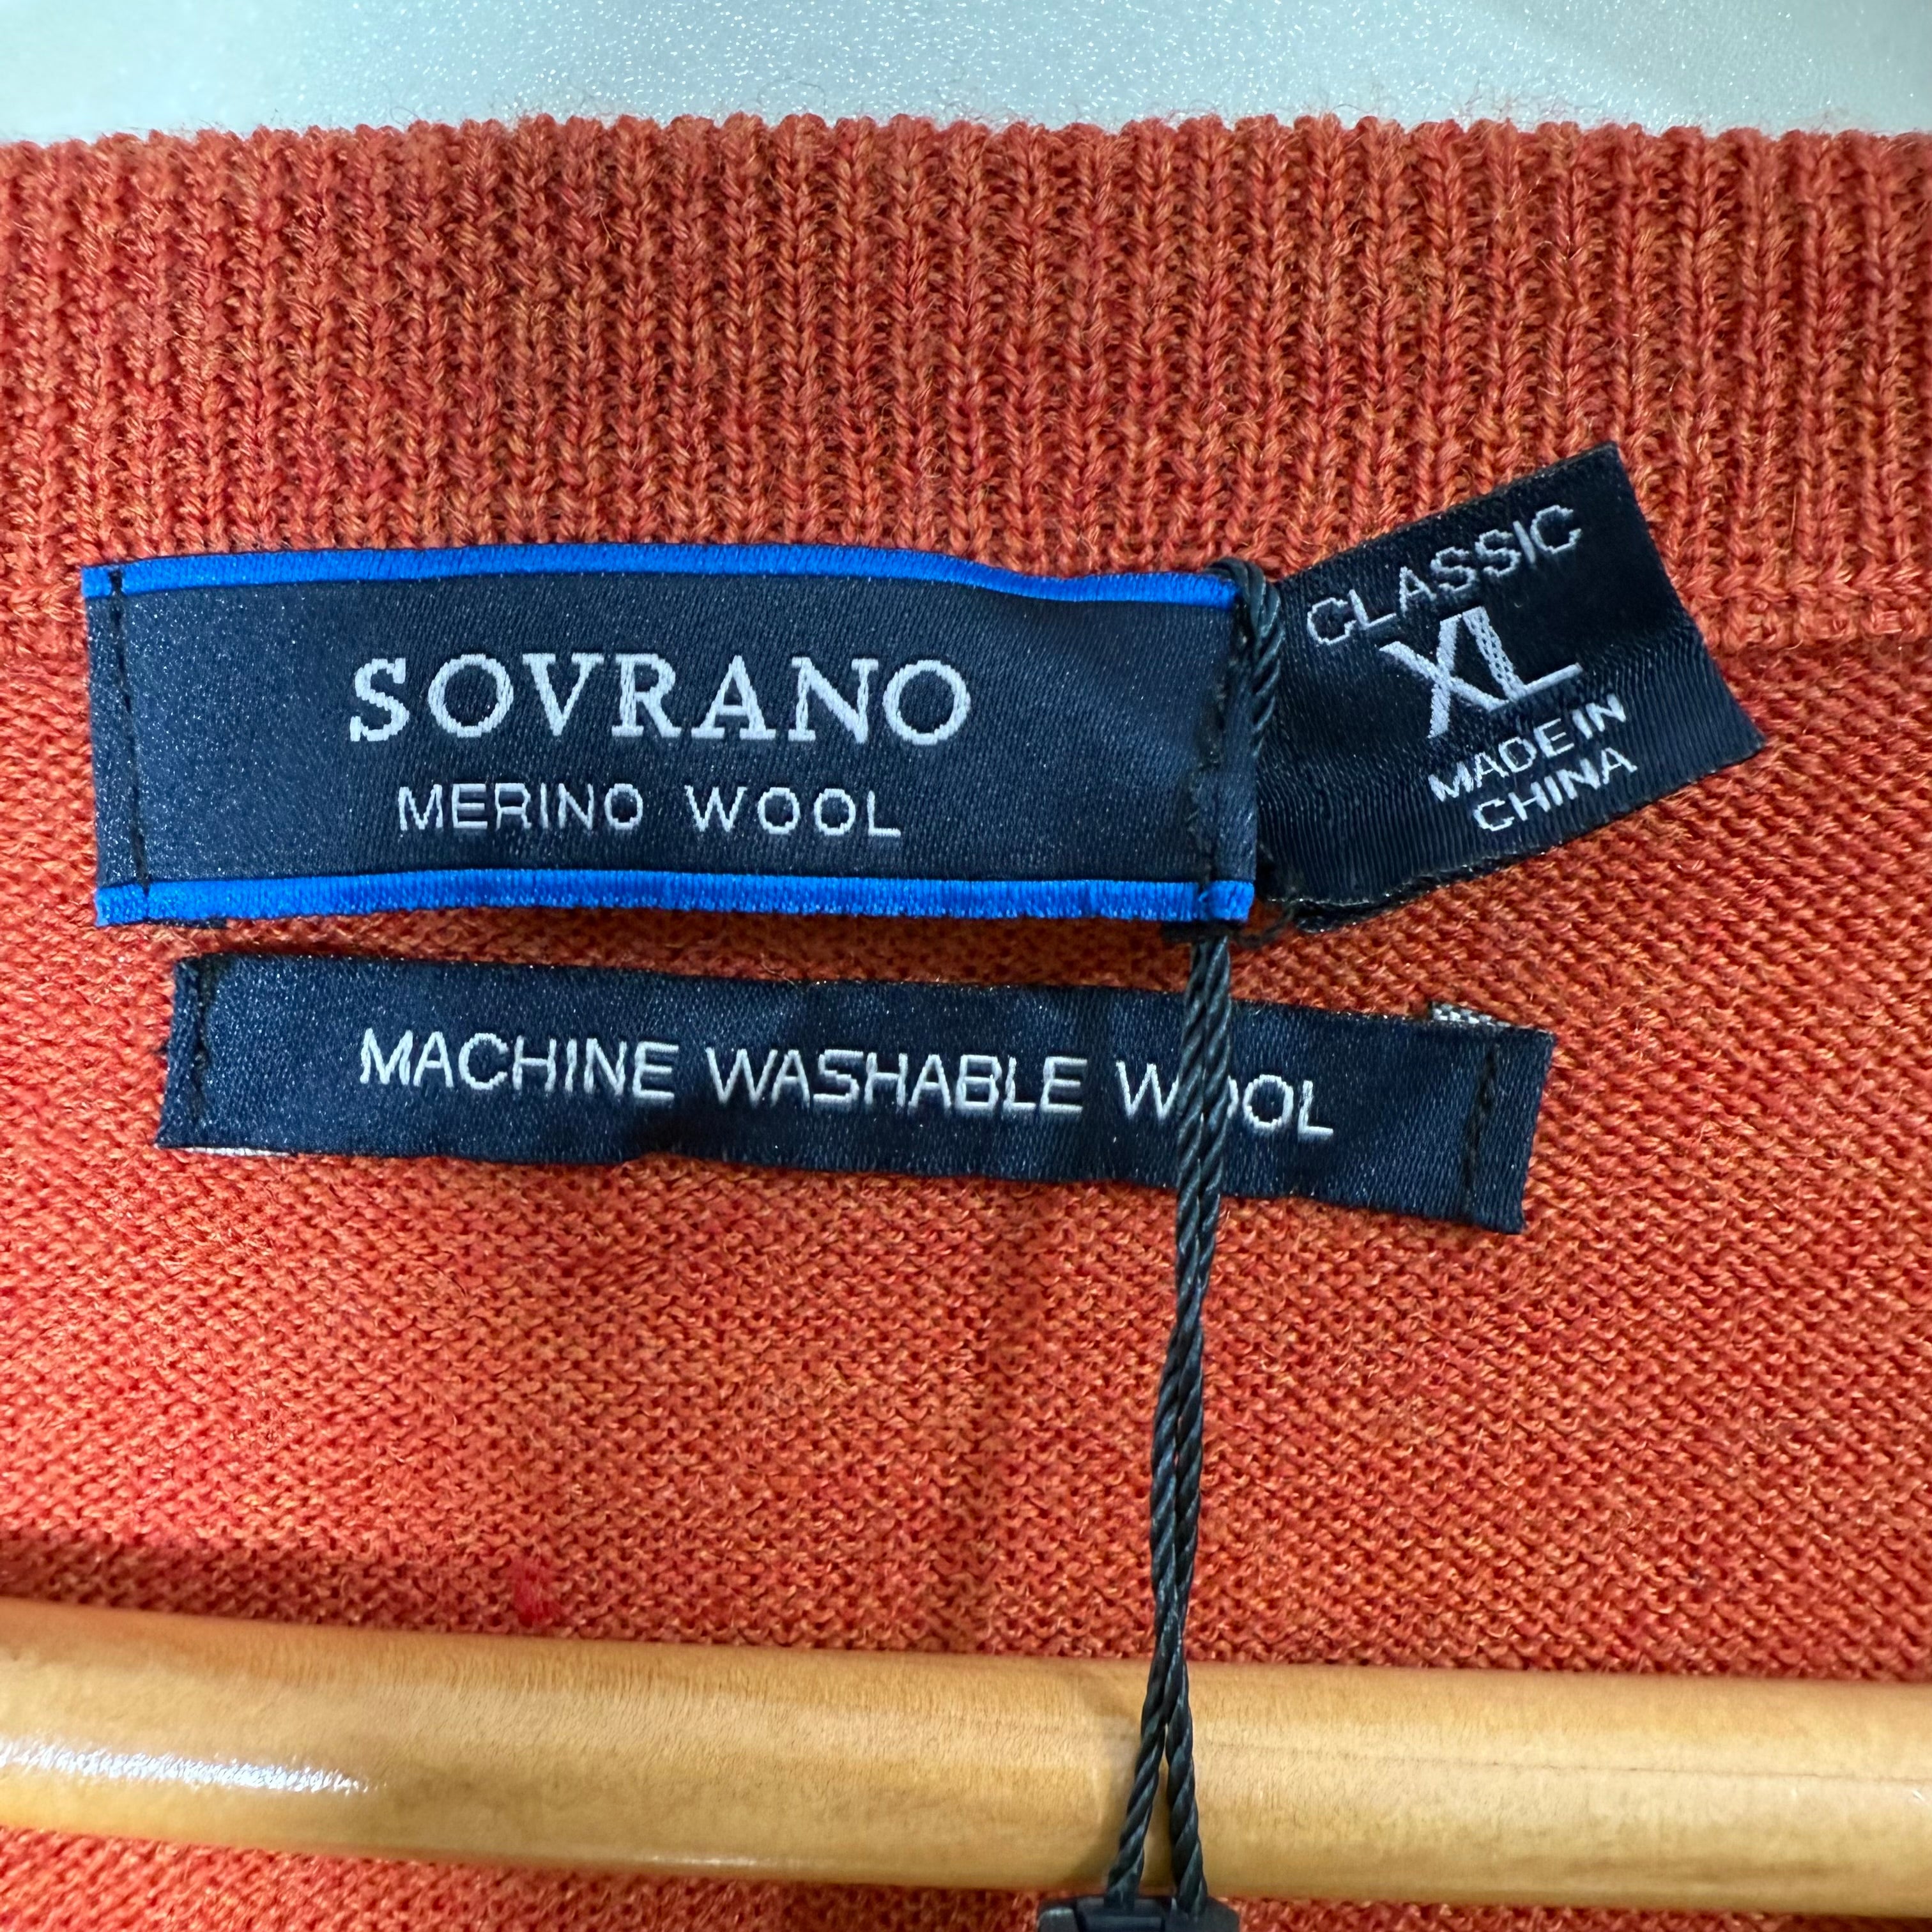 SOVRANO
MERINO WOOL
CLASSIC
XL
MADE IN
CHINA
MACHINE WASHABLE WOOL